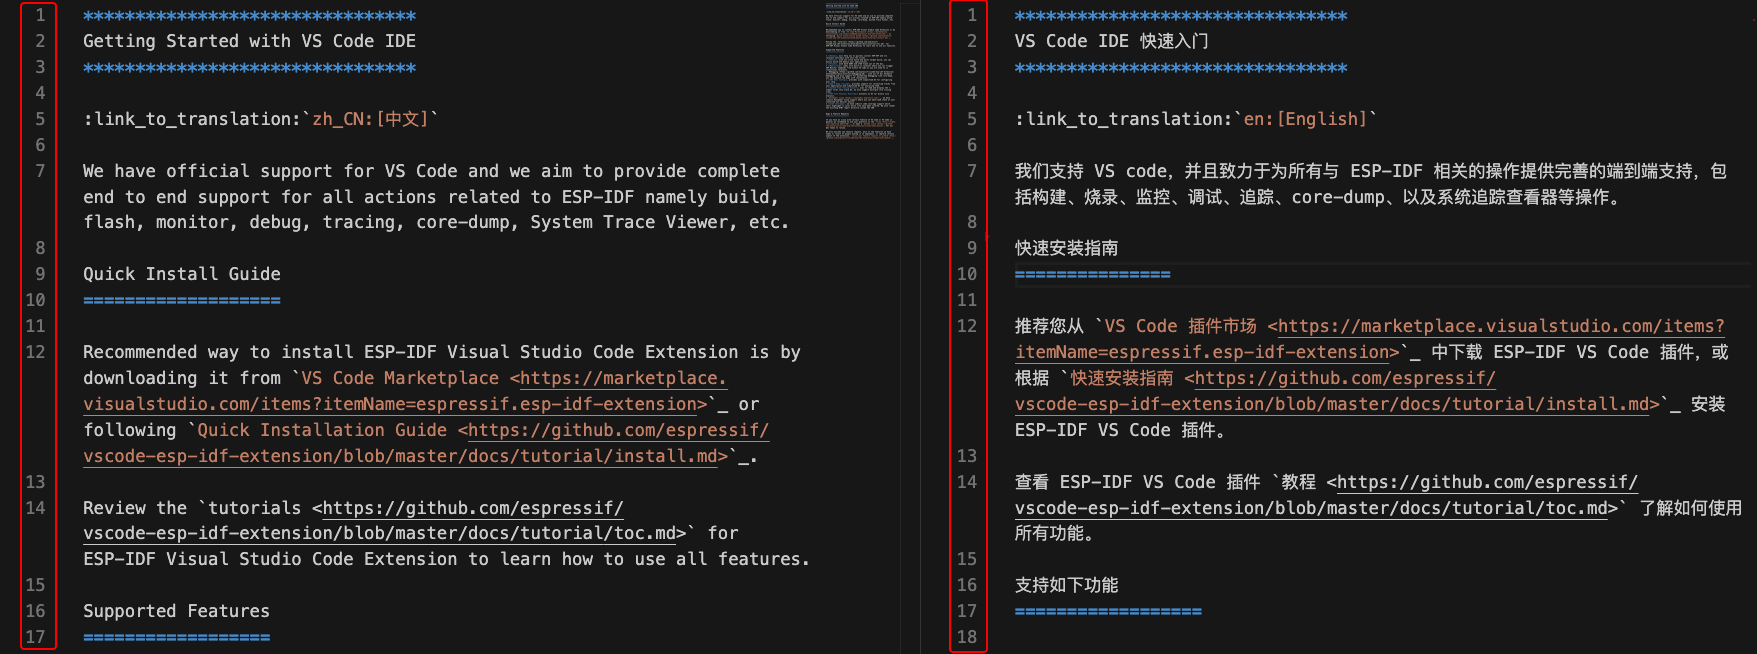 1 ********************************
2 Getting Started with VS Code IDE
3 ********************************
4
5 :link_to_translation:`zh_CN:[中文]`
6
7 We have official support for VS Code and we aim to provide complete
end to end support for all actions related to ESP-IDF namely build,
flash, monitor, debug, tracing, core-dump, System Trace Viewer, etc.
8
9 Quick Install Guide
10 ===================
11
12 Recommended way to install ESP-IDF Visual Studio Code Extension is by
downloading it from `VS Code Marketplace <https://marketplace.
visualstudio.com/items?itemName=espressif.esp-idf-extension>`_ or
following `Quick Installation Guide <https://github.com/espressif/
vscode-esp-idf-extension/blob/master/docs/tutorial/install.md>`_.
13
14 Review the `tutorials <https://github.com/espressif/
vscode-esp-idf-extension/blob/master/docs/tutorial/toc.md>` for
ESP-IDF Visual Studio Code Extension to learn how to use all features.
15
16 Supported Features
17 ==================
1 ********************************
2 VS Code IDE 快速入门
3 ********************************
4
5 :link_to_translation:`en:[English]`
6
7 我们支持 VS code，并且致力于为所有与 ESP-IDF 相关的操作提供完善的端到端支持，包
括构建、烧录、监控、调试、追踪、core-dump、以及系统追踪查看器等操作。
8
9 快速安装指南
10 ===============
11
12 推荐您从 `VS Code 插件市场 <https://marketplace.visualstudio.com/items?
itemName=espressif.esp-idf-extension>`_ 中下载 ESP-IDF VS Code 插件，或
根据 `快速安装指南 <https://github.com/espressif/
vscode-esp-idf-extension/blob/master/docs/tutorial/install.md>`_ 安装
ESP-IDF VS Code 插件。
13
14 查看 ESP-IDF VS Code 插件 `教程 <https://github.com/espressif/
vscode-esp-idf-extension/blob/master/docs/tutorial/toc.md>` 了解如何使用
所有功能。
15
16 支持如下功能
17 ==================
18